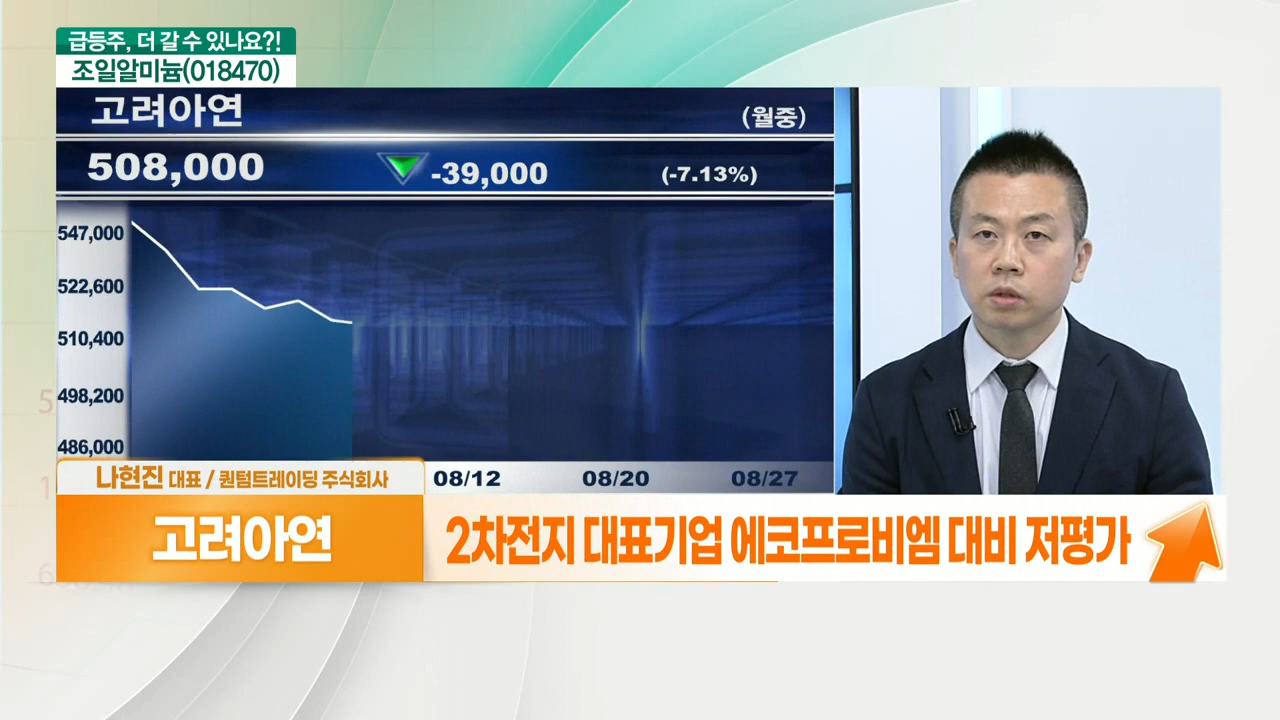 급등주, 더 갈 수 있나요?!
조일알미늄(018470)
고려아연 (월중)
508,000 -39,000 (-7.13%)
547,000
522,600
510,400
498,200
486,000
08/12 08/20 08/27
나현진 대표 / 퀀텀트레이딩 주식회사
고려아연
2차전지 대표기업 에코프로비엠 대비 저평가